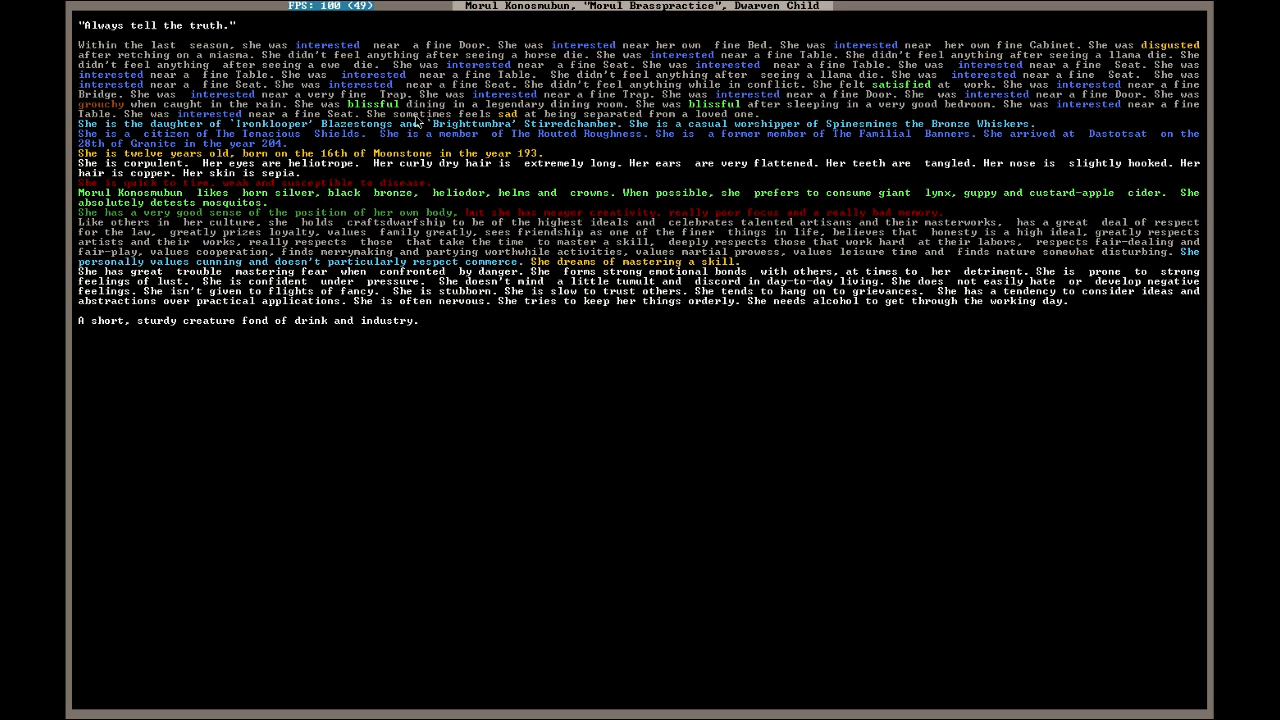 FPS: 100 (49)
Morul Konosmubun, "Morul Brasspractice", Dwarven Child
"Always tell the truth."
Within the last season, she was interested near a fine Door. She was interested near her own fine Bed. She was interested near her own fine Cabinet. She was disgusted
after retching on a miasma. She didn't feel anything after seeing a horse die. She was interested near a fine Table. She didn't feel anything after seeing a llama die. She
didn't feel anything after seeing a ewe die. She was interested near a fine Seat. She was interested near a fine Table. She was interested near a fine Seat. She was
interested near a fine Table. She was interested near a fine Table. She didn't feel anything after seeing a llama die. She was interested near a fine Seat. She was
interested near a fine Seat. She was interested near a fine Seat. She didn't feel anything while in conflict. She felt satisfied at work. She was interested near a fine
Bridge. She was interested near a very fine Trap. She was interested near a fine Trap. She was interested near a fine Door. She was interested near a fine Door. She was
grouchy when caught in the rain. She was blissful dining in a legendary dining room. She was blissful after sleeping in a very good bedroom. She was interested near a fine
Table. She was interested near a fine Seat. She sometimes feels sad at being separated from a loved one.
She is the daughter of `Ironklooper' Blazestongs and `Brighttumbra' Stirredchamber. She is a casual worshipper of Spinesmines the Bronze Whiskers.
She is a citizen of The Tenacious Shields. She is a member of The Routed Roughness. She is a former member of The Familial Banners. She arrived at Dastotsat on the
28th of Granite in the year 204.
She is twelve years old, born on the 16th of Moonstone in the year 193.
She is corpulent. Her eyes are heliotrope. Her curly dry hair is extremely long. Her ears are very flattened. Her teeth are tangled. Her nose is slightly hooked. Her
hair is copper. Her skin is sepia.
She is quick to tire, weak and susceptible to disease.
Morul Konosmubun likes horn silver, black bronze, heliodor, helms and crowns. When possible, she prefers to consume giant lynx, guppy and custard-apple cider. She
absolutely detests mosquitos.
She has a very good sense of the position of her own body, but she has meager creativity, really poor focus and a really bad memory.
Like others in her culture, she holds craftsdwarfship to be of the highest ideals and celebrates talented artisans and their masterworks, has a great deal of respect
for the law, greatly prizes loyalty, values family greatly, sees friendship as one of the finer things in life, believes that honesty is a high ideal, greatly respects
artists and their works, really respects those that take the time to master a skill, deeply respects those that work hard at their labors, respects fair-dealing and
fair-play, values cooperation, finds merrymaking and partying worthwhile activities, values martial prowess, values leisure time and finds nature somewhat disturbing. She
personally values cunning and doesn't particularly respect commerce. She dreams of mastering a skill.
She has great trouble mastering fear when confronted by danger. She forms strong emotional bonds with others, at times to her detriment. She is prone to strong
feelings of lust. She is confident under pressure. She doesn't mind a little tumult and discord in day-to-day living. She does not easily hate or develop negative
feelings. She isn't given to flights of fancy. She is stubborn. She is slow to trust others. She tends to hang on to grievances. She has a tendency to consider ideas and
abstractions over practical applications. She is often nervous. She tries to keep her things orderly. She needs alcohol to get through the working day.
A short, sturdy creature fond of drink and industry.